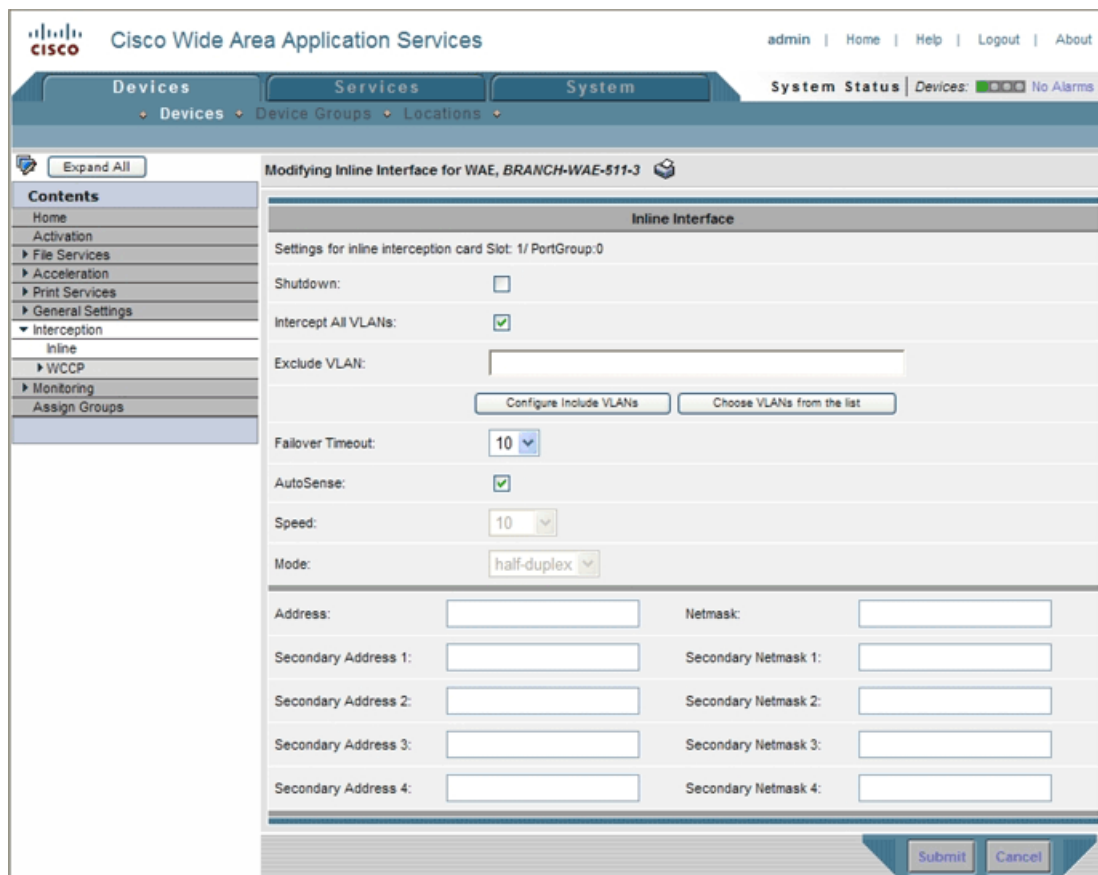 CISCO
Cisco Wide Area Application Services
admin | Home | Help | Logout | About
Devices Services System
System Status | Devices: No Alarms
Devices Device Groups Locations
Expand All
Modifying Inline Interface for WAE, BRANCH-WAE-511-3
Contents
Home
Activation
File Services
Acceleration
Print Services
General Settings
Interception
Inline
WCCP
Monitoring
Assign Groups
Inline Interface
Settings for inline interception card Slot: 1/ PortGroup:0
Shutdown:
Intercept All VLANs:
Exclude VLAN:
Configure Include VLANs Choose VLANs from the list
Failover Timeout: 10
AutoSense:
Speed: 10
Mode: half-duplex
Address: Netmask:
Secondary Address 1: Secondary Netmask 1:
Secondary Address 2: Secondary Netmask 2:
Secondary Address 3: Secondary Netmask 3:
Secondary Address 4: Secondary Netmask 4:
Submit Cancel